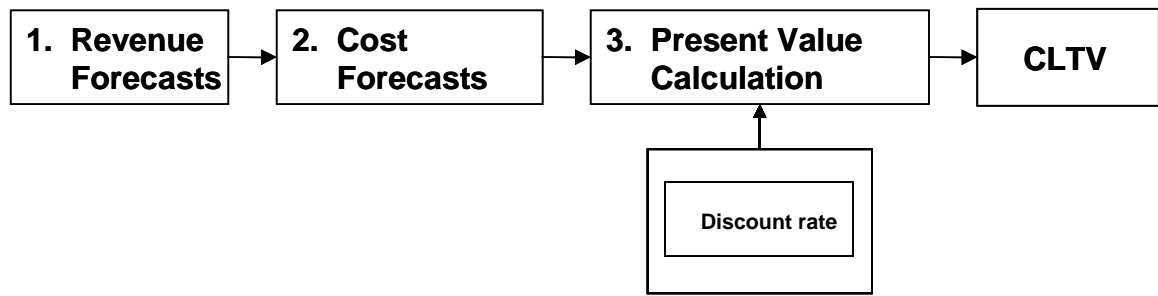 1. Revenue
Forecasts
2. Cost
Forecasts
3. Present Value
Calculation
CLTV
Discount rate